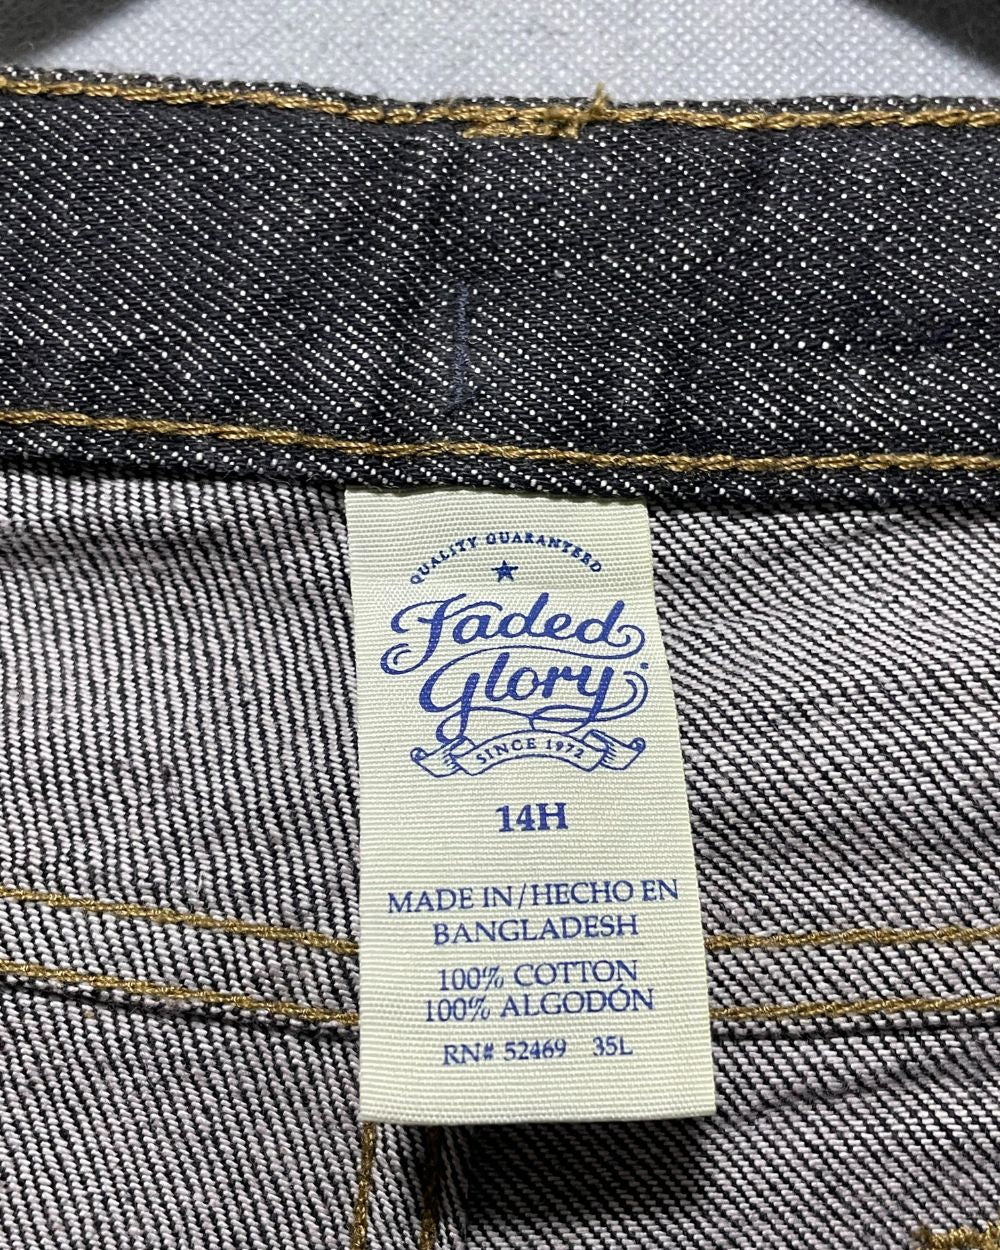 QUALITY GUARANTEED
Faded
Glory
SINCE 1972
14H
MADE IN/HECHO EN
BANGLADESH
100% COTTON
100% ALGODÓN
RN# 52469 35L